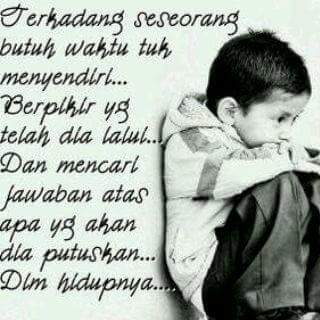 Terkadang seseorang
butuh waktu tuk
menyendiri...
Berpikir yg
telah dia lalui...
Dan mencari
jawaban atas
apa yg akan
dia putuskan...
Dlm hidupnya....